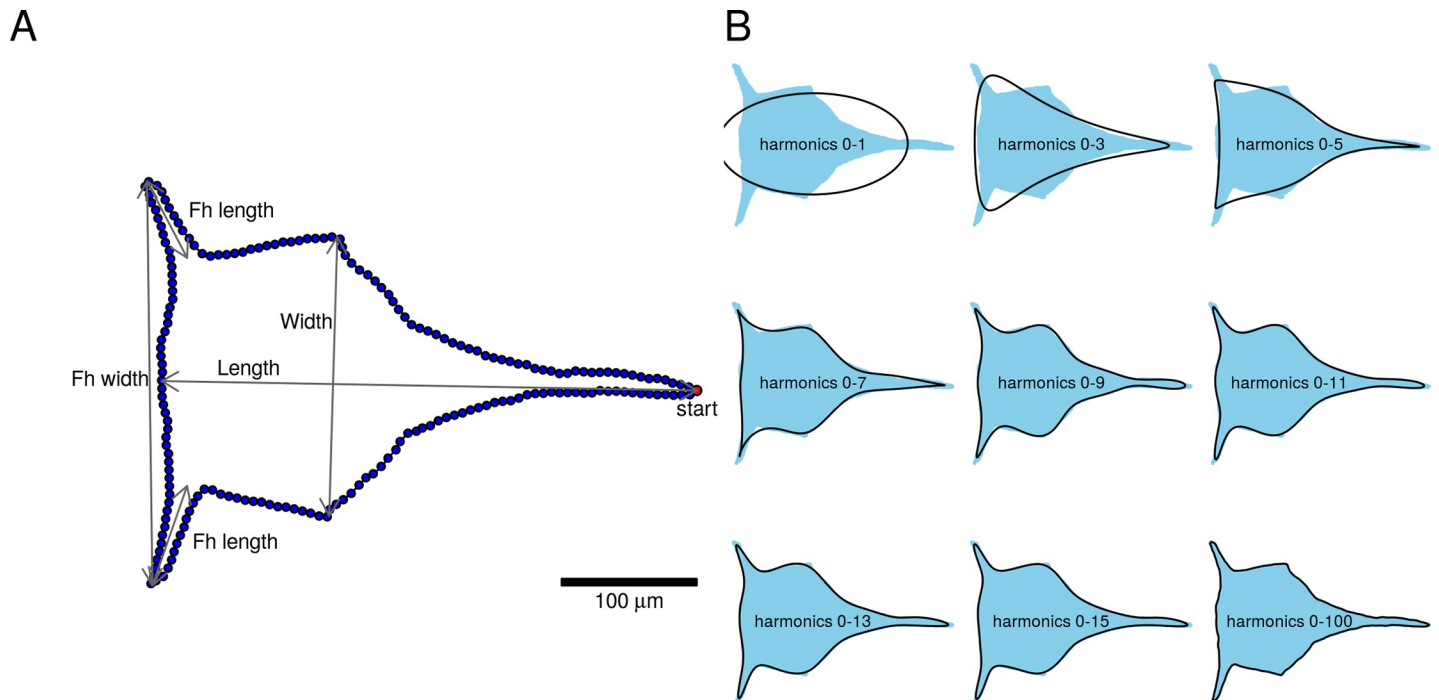 A
Fh length
Width
Fh width
Length
start
Fh length
100 μm
B
harmonics 0-1
harmonics 0-3
harmonics 0-5
harmonics 0-7
harmonics 0-9
harmonics 0-11
harmonics 0-13
harmonics 0-15
harmonics 0-100